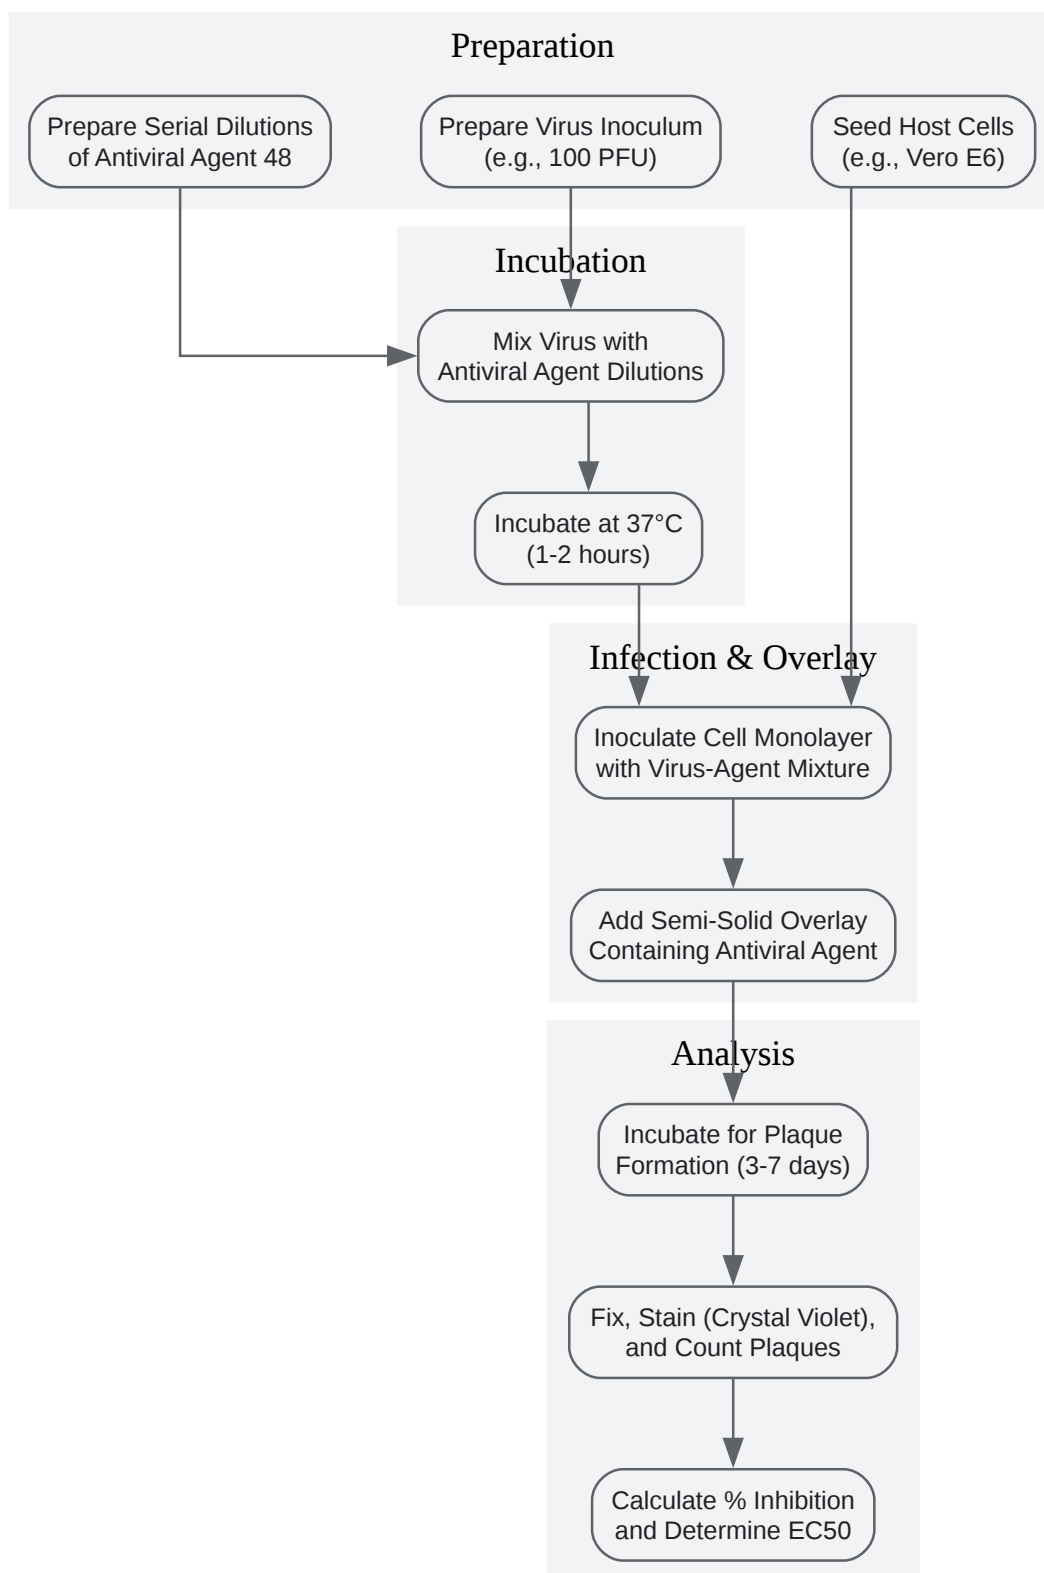 Preparation
Prepare Serial Dilutions
of Antiviral Agent 48
Prepare Virus Inoculum
(e.g., 100 PFU)
Seed Host Cells
(e.g., Vero E6)
Incubation
Mix Virus with
Antiviral Agent Dilutions
Incubate at 37°C
(1-2 hours)
Infection & Overlay
Inoculate Cell Monolayer
with Virus-Agent Mixture
Add Semi-Solid Overlay
Containing Antiviral Agent
Analysis
Incubate for Plaque
Formation (3-7 days)
Fix, Stain (Crystal Violet),
and Count Plaques
Calculate % Inhibition
and Determine EC50